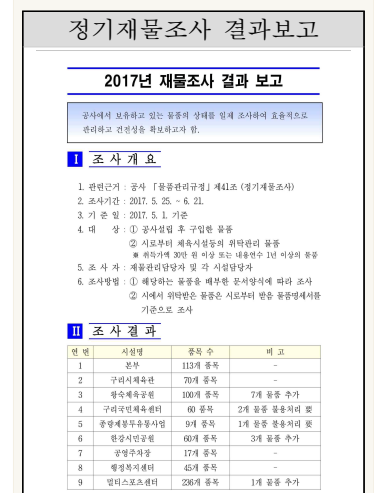 정기재물조사 결과보고
2017년 재물조사 결과 보고
공사에서 보유하고 있는 물품의 상태를 일제 조사하여 효율적으로
관리하고 건전성을 확보하고자 함.
Ⅰ 조 사 개 요
1. 관련근거 : 공사 「물품관리규정」제41조 (정기재물조사)
2. 조사기간 : 2017. 5. 25. ~ 6. 21.
3. 기 준 일 : 2017. 5. 1. 기준
4. 대 상 : ① 공사설립 후 구입한 물품
② 시로부터 체육시설등의 위탁관리 물품
※ 취득가액 30만 원 이상 또는 내용연수 1년 이상의 물품
5. 조 사 자 : 재물관리담당자 및 각 시설담당자
6. 조사방법 : ① 해당하는 물품을 배부한 문서양식에 따라 조사
② 시에서 위탁받은 물품은 시로부터 받은 물품명세서를
기준으로 조사
Ⅱ 조 사 결 과
연 번 시설명 품목 수 비 고
1 본부 113개 품목 -
2 구리시체육관 70개 품목 -
3 왕숙체육공원 100개 품목 7개 물품 추가
4 구리국민체육센터 60 품목 2개 물품 불용처리 要
5 종량제봉투유통사업 9개 품목 1개 물품 불용처리 要
6 한강시민공원 60개 품목 3개 물품 추가
7 공영주차장 17개 품목 -
8 행정복지센터 45개 품목 -
9 멀티스포츠센터 236개 품목 1개 물품 추가